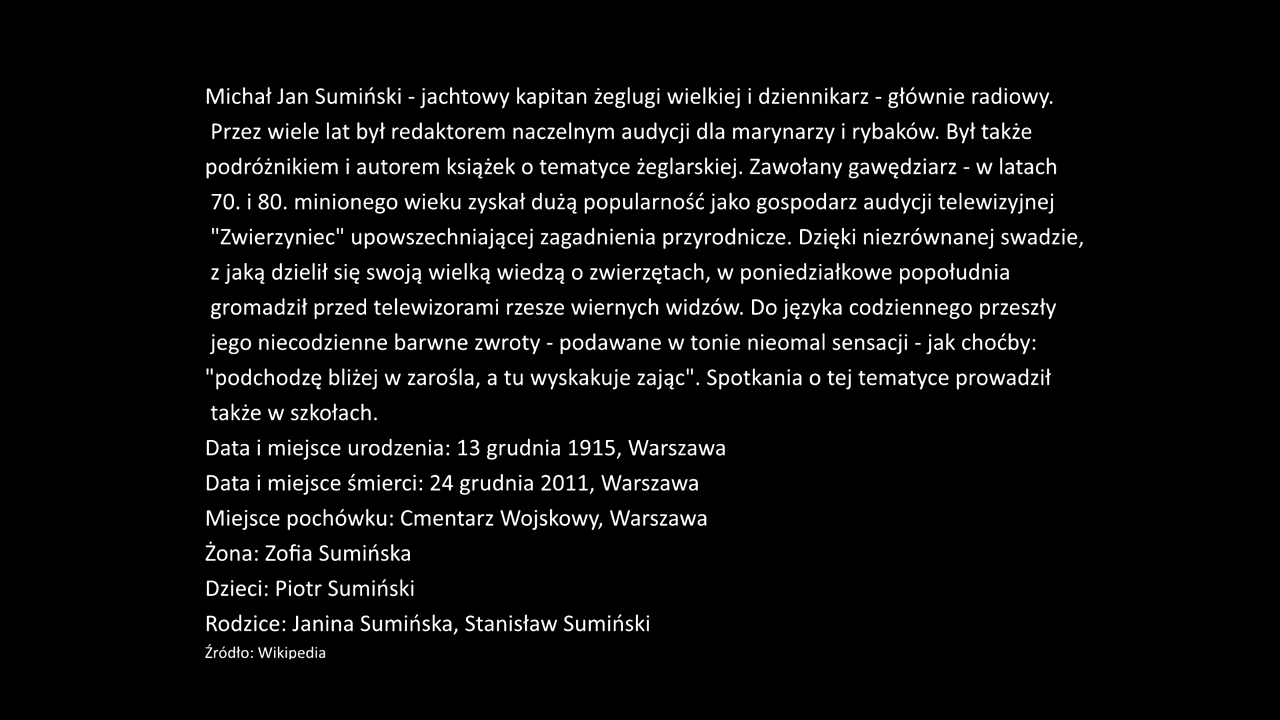 Michał Jan Sumiński - jachtowy kapitan żeglugi wielkiej i dziennikarz - głównie radiowy.
Przez wiele lat był redaktorem naczelnym audycji dla marynarzy i rybaków. Był także
podróżnikiem i autorem książek o tematyce żeglarskiej. Zawołany gawędziarz - w latach
70. i 80. minionego wieku zyskał dużą popularność jako gospodarz audycji telewizyjnej
"Zwierzyniec" upowszechniającej zagadnienia przyrodnicze. Dzięki niezrównanej swadzie,
z jaką dzielił się swoją wielką wiedzą o zwierzętach, w poniedziałkowe popołudnia
gromadził przed telewizorami rzesze wiernych widzów. Do języka codziennego przeszły
jego niecodzienne barwne zwroty - podawane w tonie nieomal sensacji - jak choćby:
"podchodzę bliżej w zarośla, a tu wyskakuje zając". Spotkania o tej tematyce prowadził
także w szkołach.
Data i miejsce urodzenia: 13 grudnia 1915, Warszawa
Data i miejsce śmierci: 24 grudnia 2011, Warszawa
Miejsce pochówku: Cmentarz Wojskowy, Warszawa
Żona: Zofia Sumińska
Dzieci: Piotr Sumiński
Rodzice: Janina Sumińska, Stanisław Sumiński
Źródło: Wikipedia